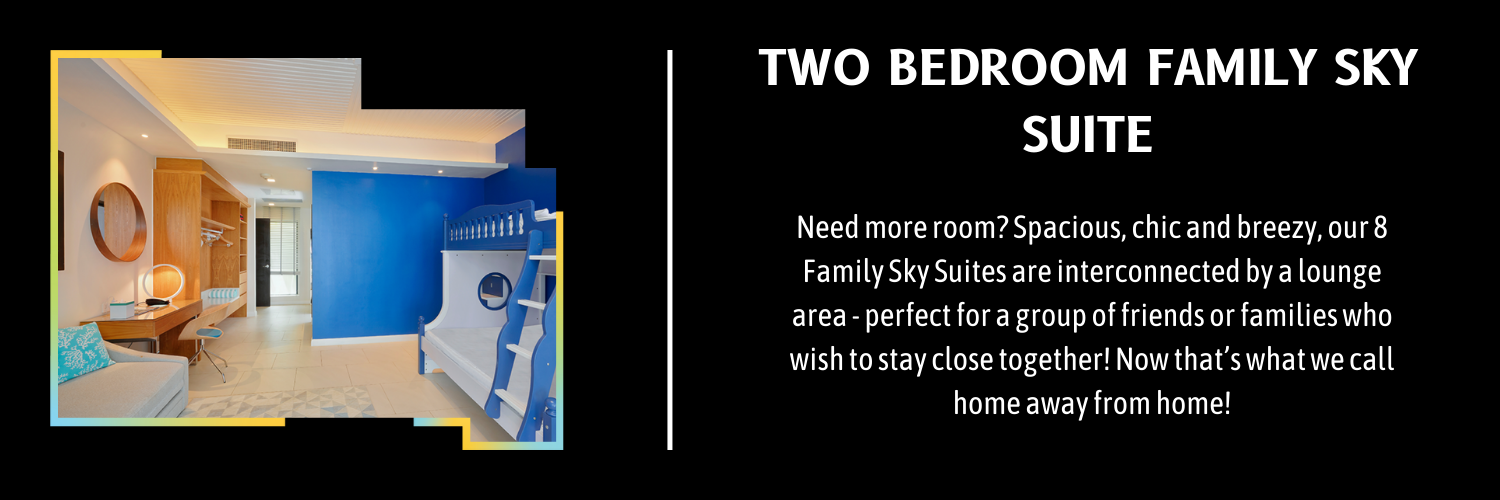 TWO BEDROOM FAMILY SKY
SUITE
Need more room? Spacious, chic and breezy, our 8
Family Sky Suites are interconnected by a lounge
area - perfect for a group of friends or families who
wish to stay close together! Now that’s what we call
home away from home!